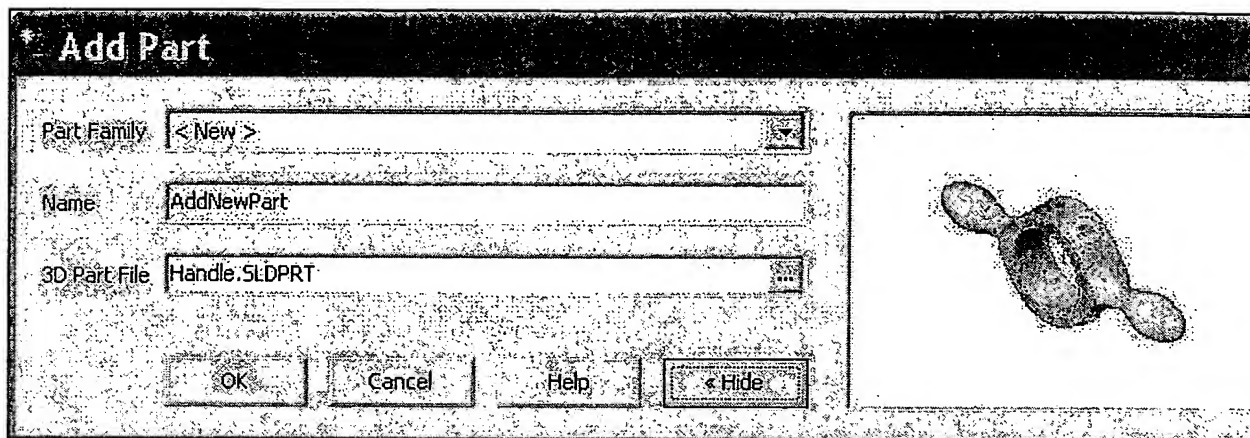 Add Part
Part Family < New >
Name AddNewPart
3D Part File Handle.SLDPRT ...
OK Cancel Help « Hide